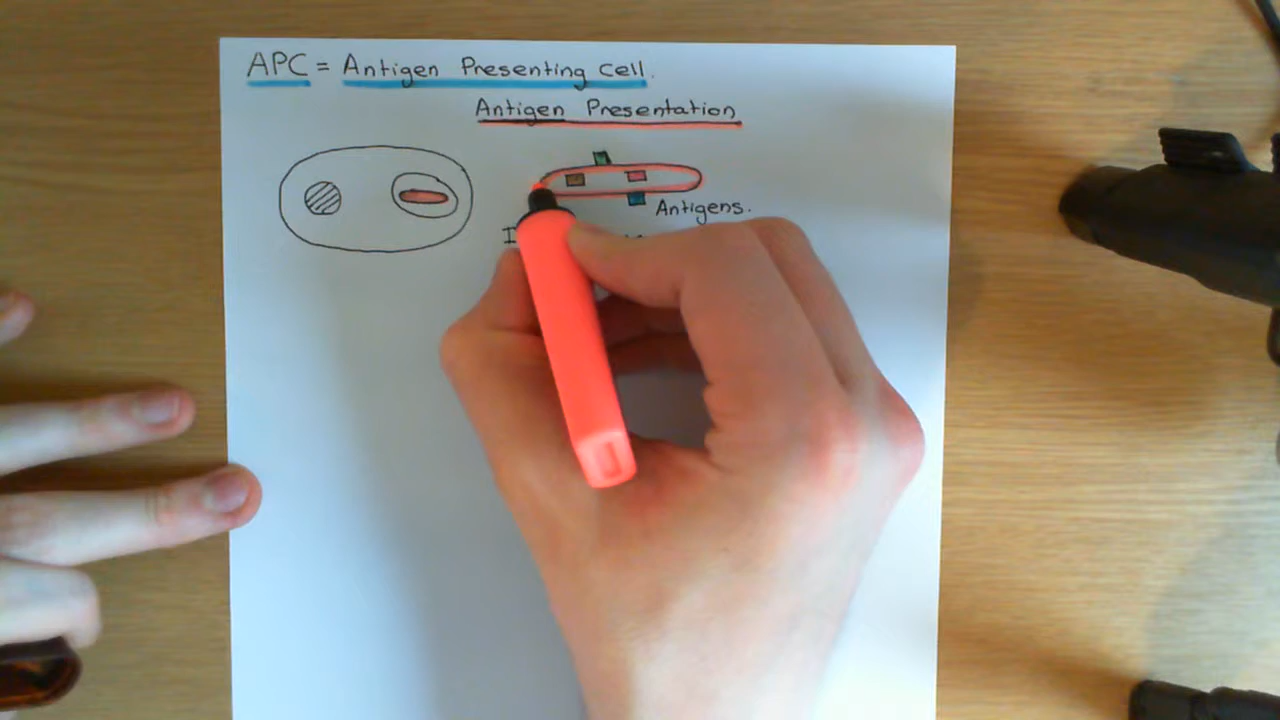 APC = Antigen Presenting Cell.
Antigen Presentation
Antigens.